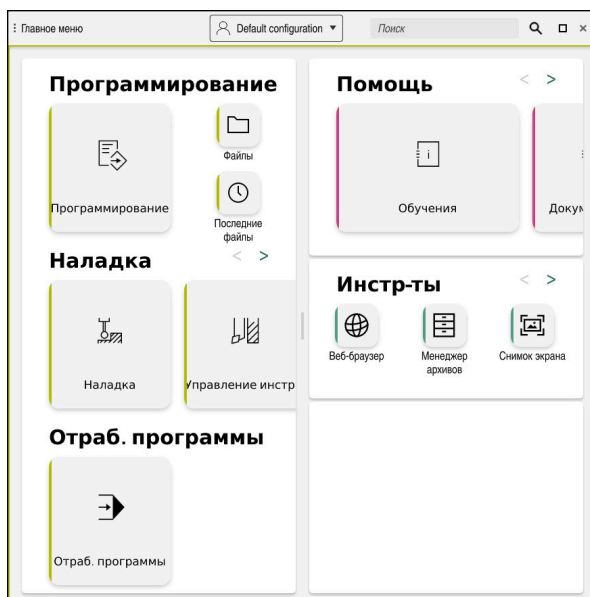 Главное меню
Default configuration
Поиск
Программирование
Программирование
Файлы
Последние
файлы
Наладка
Наладка
Управление инстр
Отраб. программы
Отраб. программы
Помощь
Обучения
Докум
Инстр-ты
Веб-браузер
Менеджер
архивов
Снимок экрана